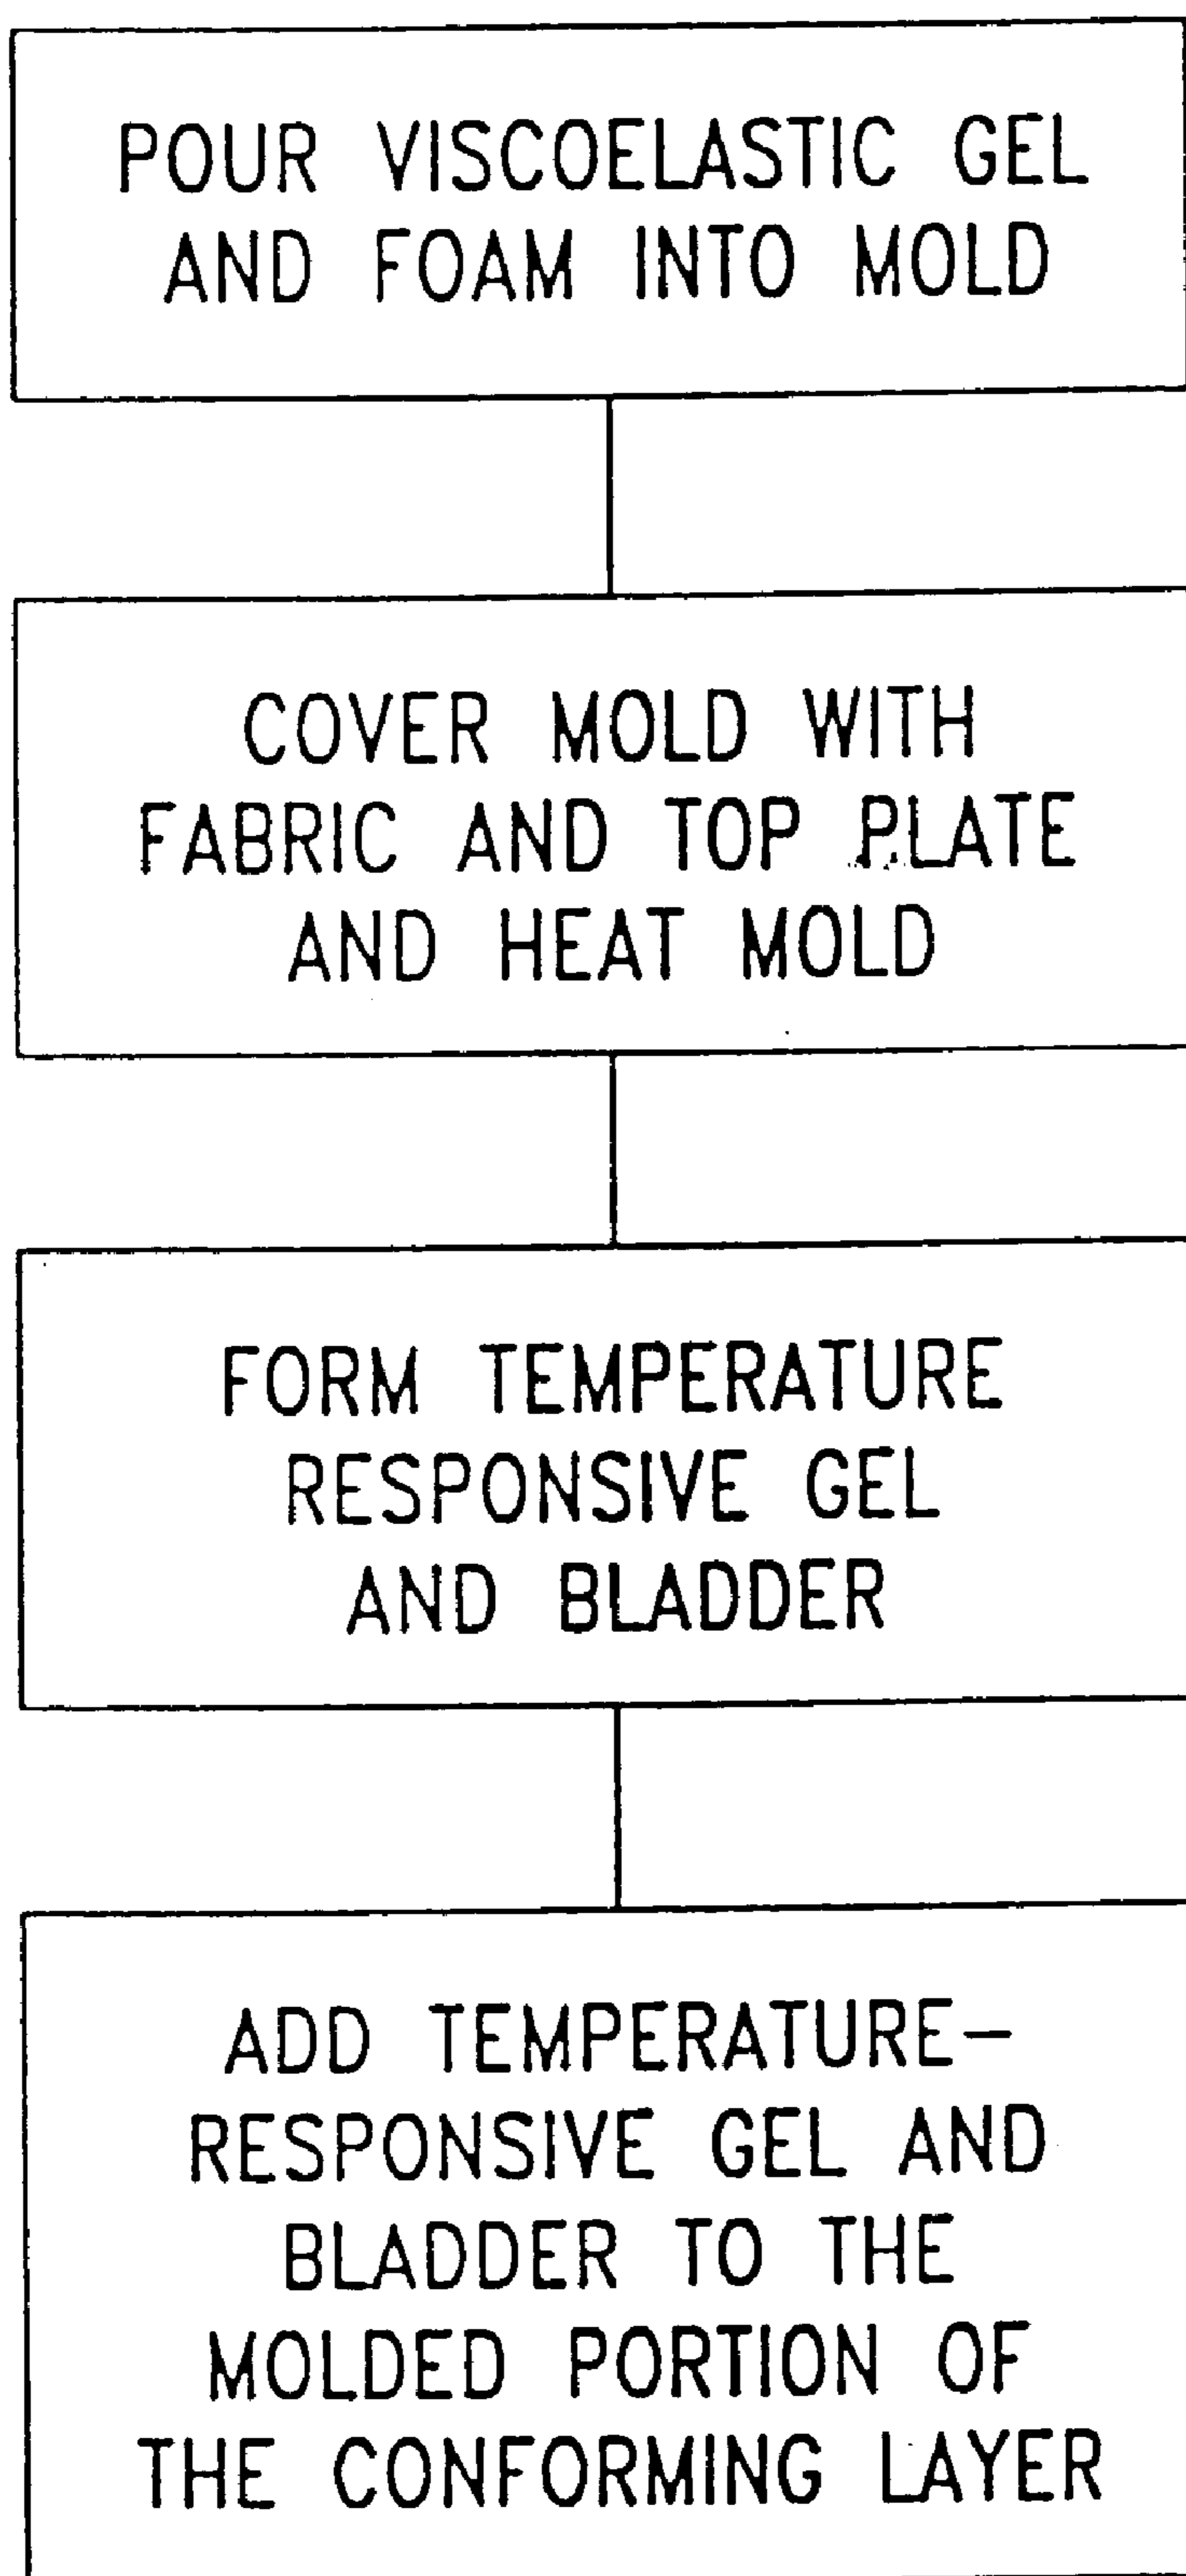 POUR VISCOELASTIC GEL
AND FOAM INTO MOLD
COVER MOLD WITH
FABRIC AND TOP PLATE
AND HEAT MOLD
FORM TEMPERATURE
RESPONSIVE GEL
AND BLADDER
ADD TEMPERATURE–
RESPONSIVE GEL AND
BLADDER TO THE
MOLDED PORTION OF
THE CONFORMING LAYER